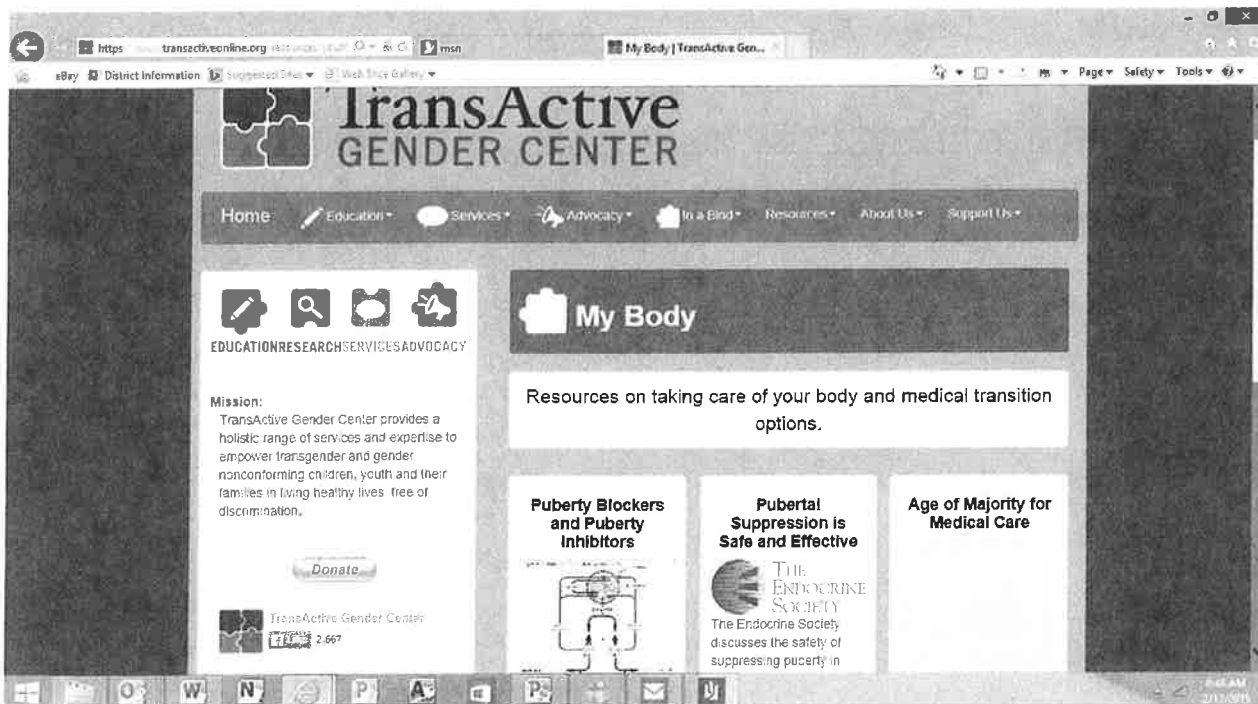 https transactiveonline.org msn My Body | TransActive Gen...
eBay District Information Suggested Sites Web Slice Gallery Page Safety Tools
TransActive
GENDER CENTER
Home Education Services Advocacy In a Bind Resources About Us Support Us
EDUCATIONRESEARCHSERVICESADVOCACY
Mission:
TransActive Gender Center provides a
holistic range of services and expertise to
empower transgender and gender
nonconforming children, youth and their
families in living healthy lives free of
discrimination.
Donate
TransActive Gender Center
2,667
My Body
Resources on taking care of your body and medical transition
options.
Puberty Blockers
and Puberty
Inhibitors
Pubertal
Suppression is
Safe and Effective
THE
ENDOCRINE
SOCIETY
The Endocrine Society
discusses the safety of
suppressing puberty in
Age of Majority for
Medical Care